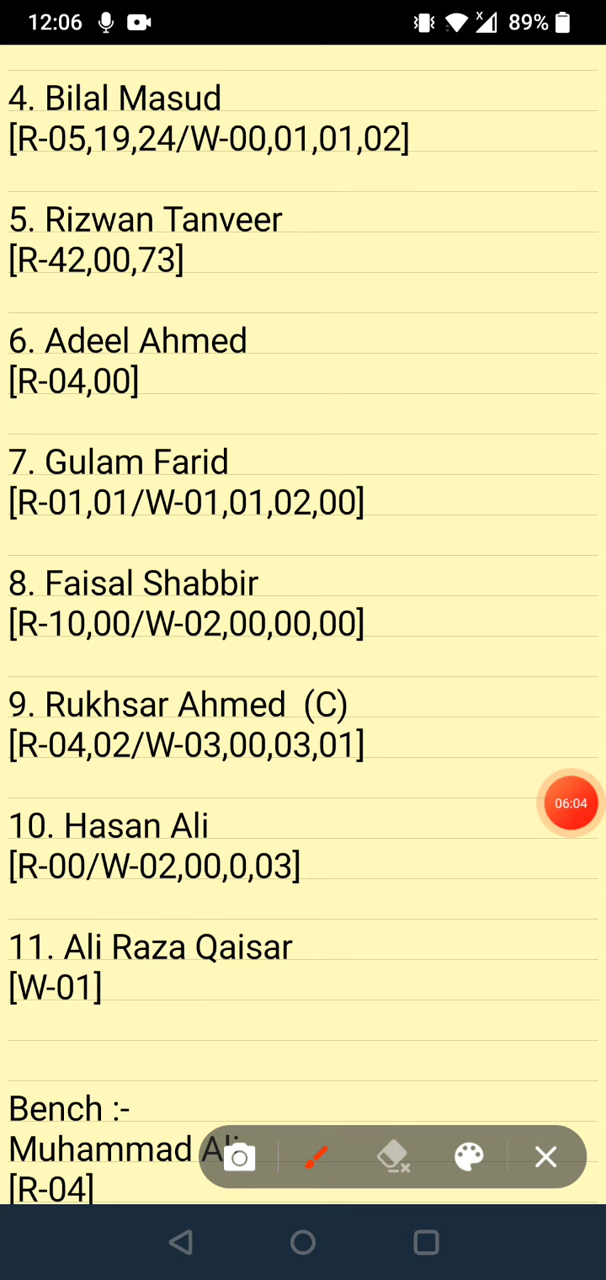 12:06 x 89%
4. Bilal Masud
[R-05,19,24/W-00,01,01,02]
5. Rizwan Tanveer
[R-42,00,73]
6. Adeel Ahmed
[R-04,00]
7. Gulam Farid
[R-01,01/W-01,01,02,00]
8. Faisal Shabbir
[R-10,00/W-02,00,00,00]
9. Rukhsar Ahmed (C)
[R-04,02/W-03,00,03,01]
06:04
10. Hasan Ali
[R-00/W-02,00,0,03]
11. Ali Raza Qaisar
[W-01]
Bench :-
Muhammad Ali
[R-04]